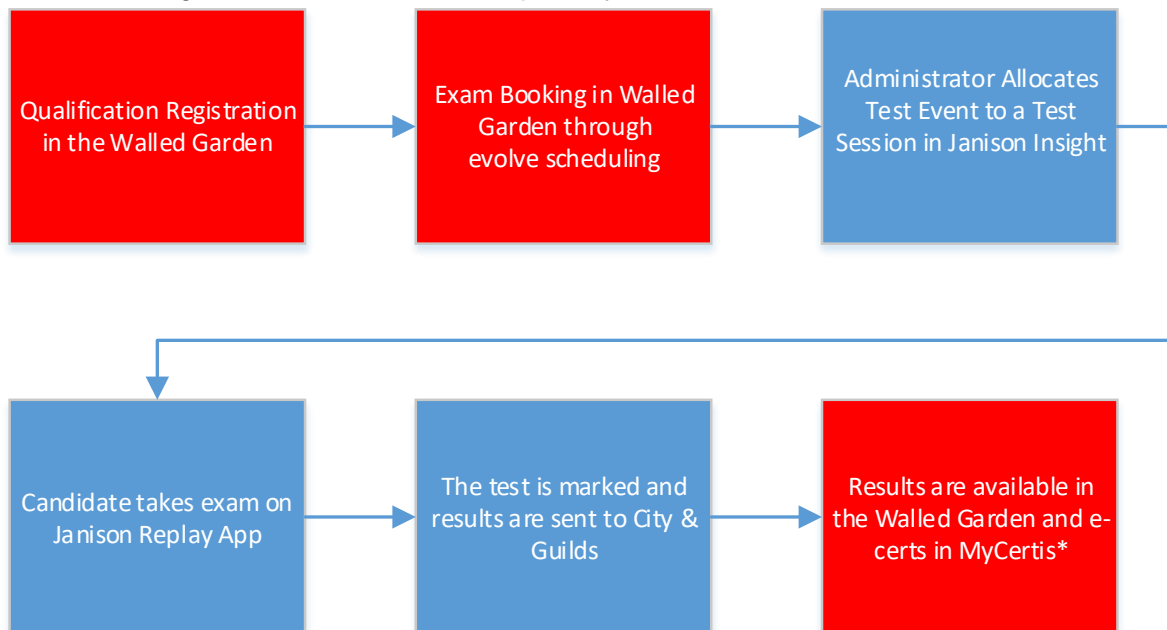 Qualification Registration
in the Walled Garden
Exam Booking in Walled
Garden through
evolve scheduling
Administrator Allocates
Test Event to a Test
Session in Janison Insight
Candidate takes exam on
Janison Replay App
The test is marked and
results are sent to City &
Guilds
Results are available in
the Walled Garden and e-
certs in MyCertis*